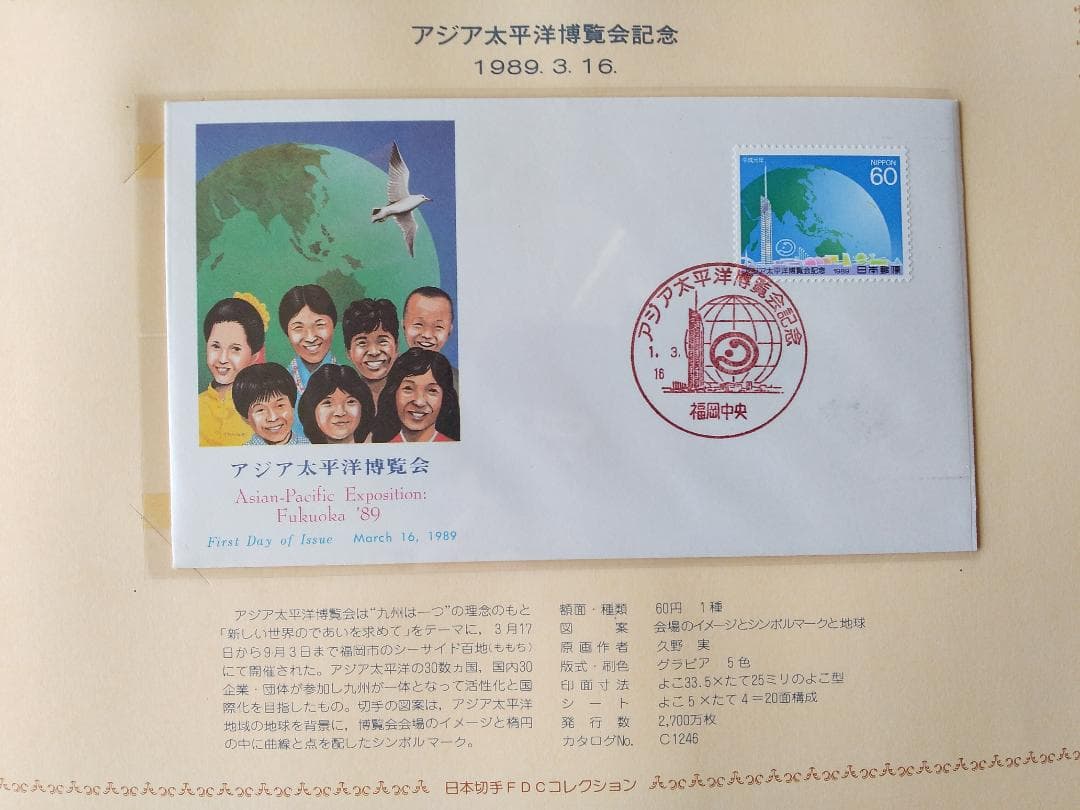 アジア太平洋博覧会記念
1989. 3. 16.
平成元年
NIPPON
60
アジア太平洋博覧会記念 1989 日本郵便
アジア太平洋博覧会記念
1. 3.
16
福岡中央
アジア太平洋博覧会
Asian-Pacific Exposition:
Fukuoka '89
First Day of Issue March 16, 1989
アジア太平洋博覧会は“九州は一つ”の理念のもと
「新しい世界のであいを求めて」をテーマに，3月17
日から9月3日まで福岡市のシーサイド百地(ももち)
にて開催された。アジア太平洋の30数ヵ国，国内30
企業・団体が参加し九州が一体となって活性化と国
際化を目指したもの。切手の図案は，アジア太平洋
地域の地球を背景に，博覧会会場のイメージと楕円
の中に曲線と点を配したシンボルマーク。
額面・種類 60円 1種
図案 会場のイメージとシンボルマークと地球
原画作者 久野 実
版式・刷色 グラビア 5色
印面寸法 よこ33.5×たて25ミリのよこ型
シート よこ5×たて4＝20面構成
発行数 2,700万枚
カタログNo. C1246
日本切手FDCコレクション